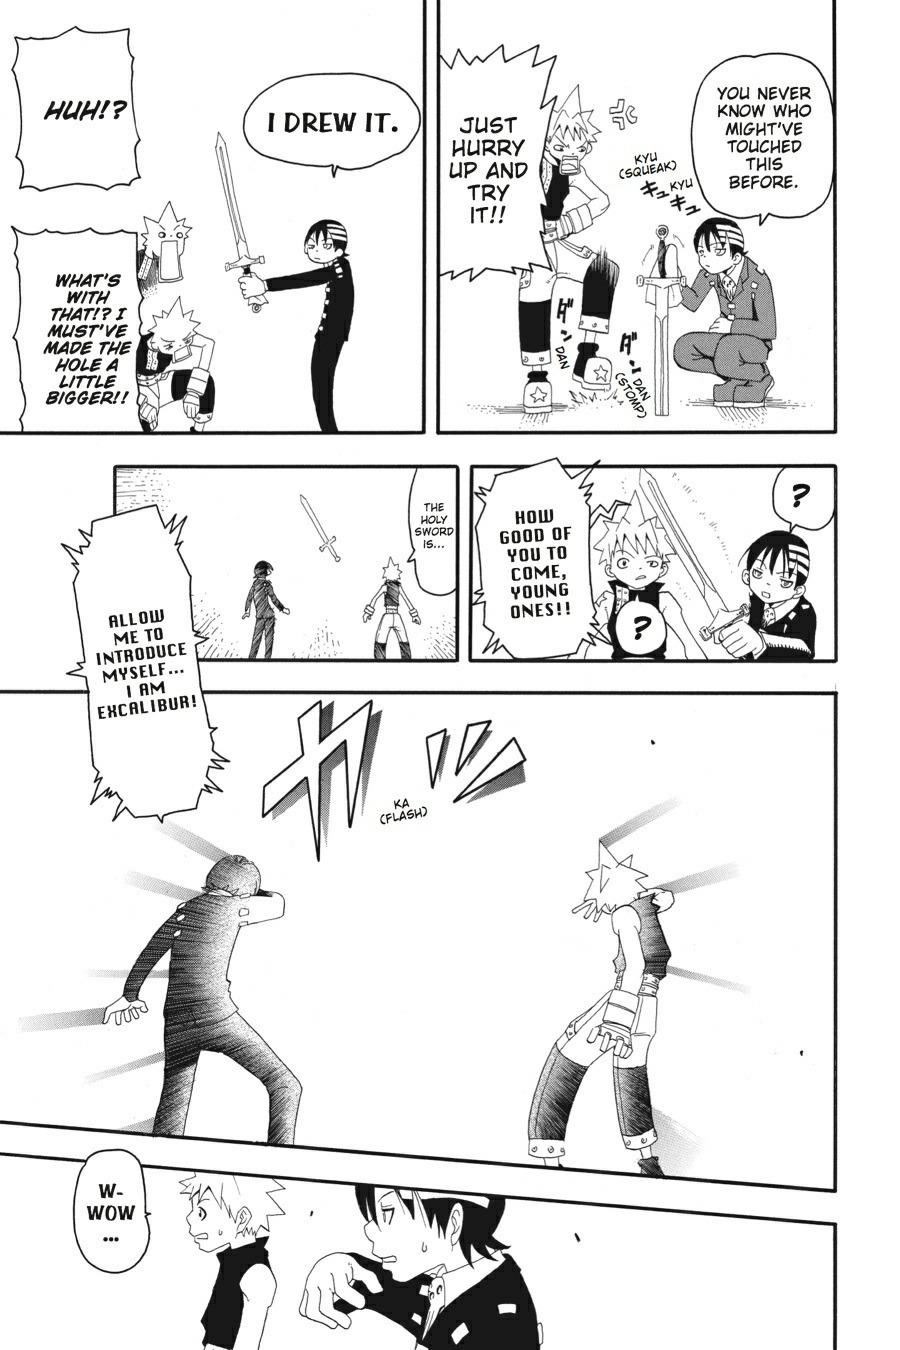 YOU NEVER
KNOW WHO
MIGHT'VE
TOUCHED
THIS
BEFORE.
キュ キュ
KYU
(SQUEAK)
KYU
JUST
HURRY
UP AND
TRY
IT!!
ダン
DAN
ダン
DAN
(STOMP)
I DREW IT.
HUH!?
WHAT'S
WITH
THAT!? I
MUST'VE
MADE THE
HOLE A
LITTLE
BIGGER!!
?
HOW
GOOD OF
YOU TO
COME,
YOUNG
ONES!!
?
THE
HOLY
SWORD
IS...
ALLOW
ME TO
INTRODUCE
MYSELF...
I AM
EXCALIBUR!
カッ
KA
(FLASH)
W-
WOW
...